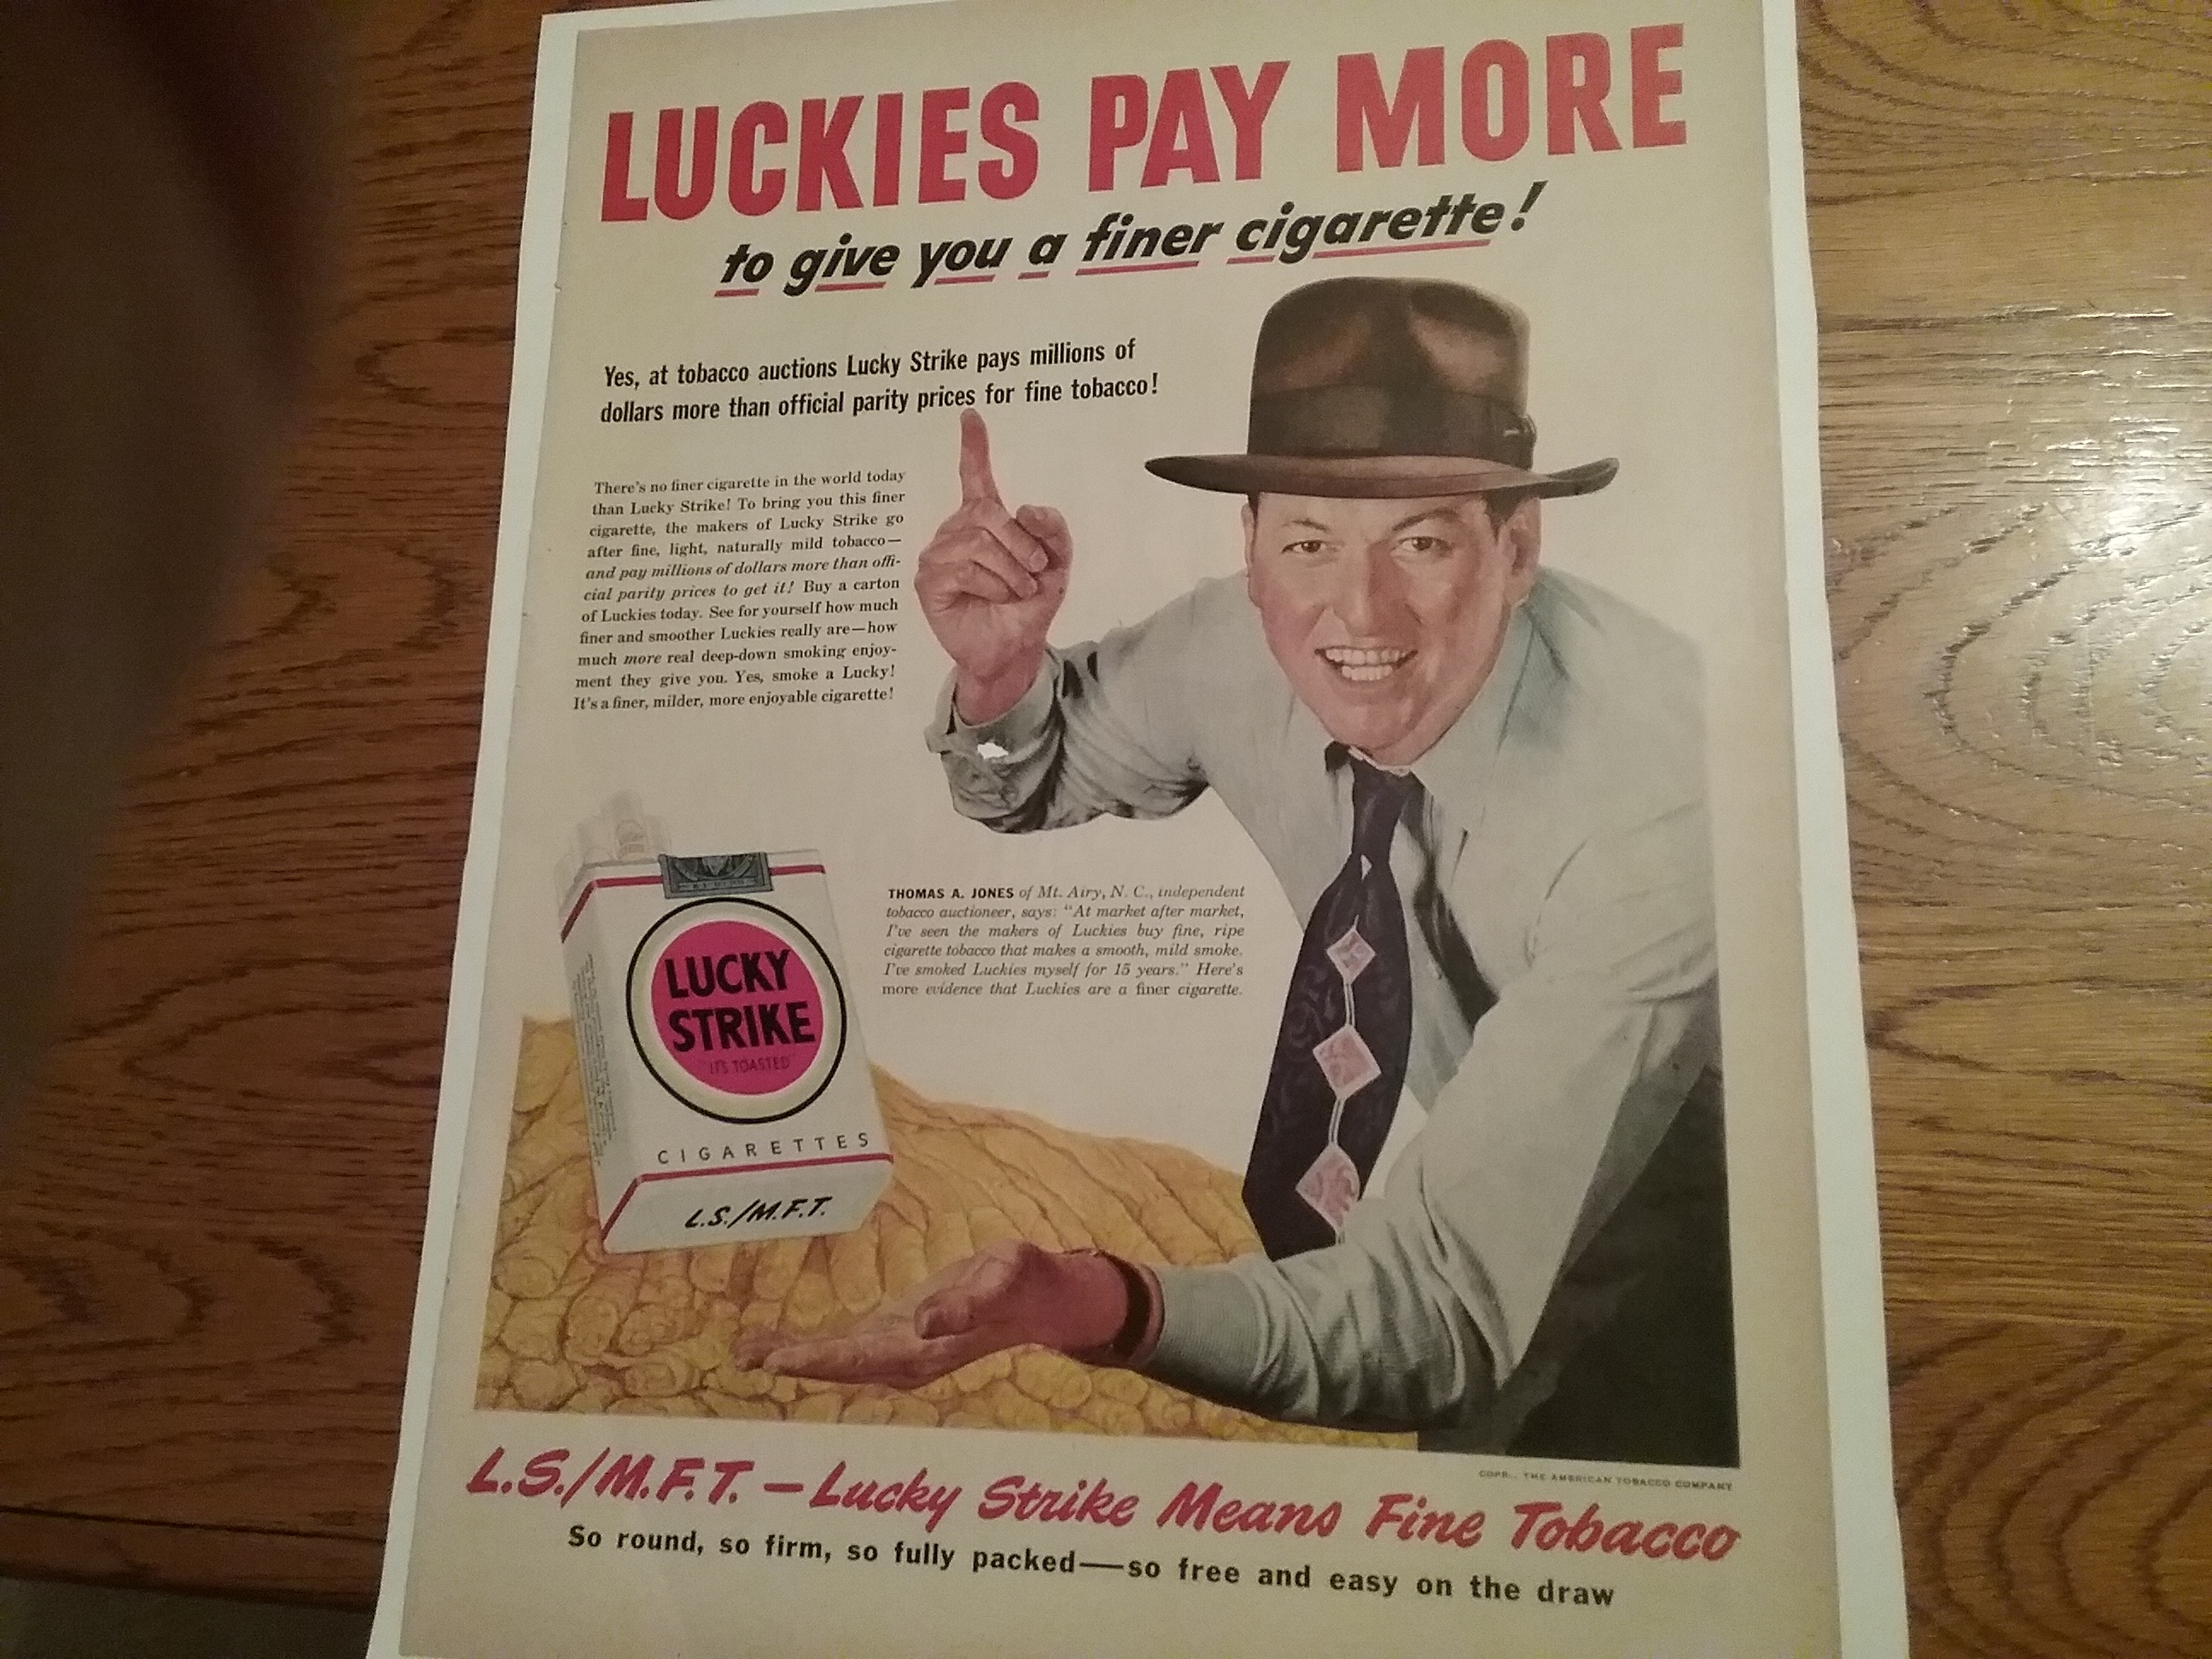 LUCKIES PAY MORE
to give you a finer cigarette!
Yes, at tobacco auctions Lucky Strike pays millions of
dollars more than official parity prices for fine tobacco!
There's no finer cigarette in the world today
than Lucky Strike! To bring you this finer
cigarette, the makers of Lucky Strike go
after fine, light, naturally mild tobacco—
and pay millions of dollars more than offi-
cial parity prices to get it! Buy a carton
of Luckies today. See for yourself how much
finer and smoother Luckies really are—how
much more real deep-down smoking enjoy-
ment they give you. Yes, smoke a Lucky!
It's a finer, milder, more enjoyable cigarette!
THOMAS A. JONES of Mt. Airy, N. C., independent
tobacco auctioneer, says: "At market after market,
I've seen the makers of Luckies buy fine, ripe
cigarette tobacco that makes a smooth, mild smoke.
I've smoked Luckies myself for 15 years." Here's
more evidence that Luckies are a finer cigarette.
LUCKY
STRIKE
"IT'S TOASTED"
CIGARETTES
L.S./M.F.T.
COPR., THE AMERICAN TOBACCO COMPANY
L.S./M.F.T. — Lucky Strike Means Fine Tobacco
So round, so firm, so fully packed—so free and easy on the draw